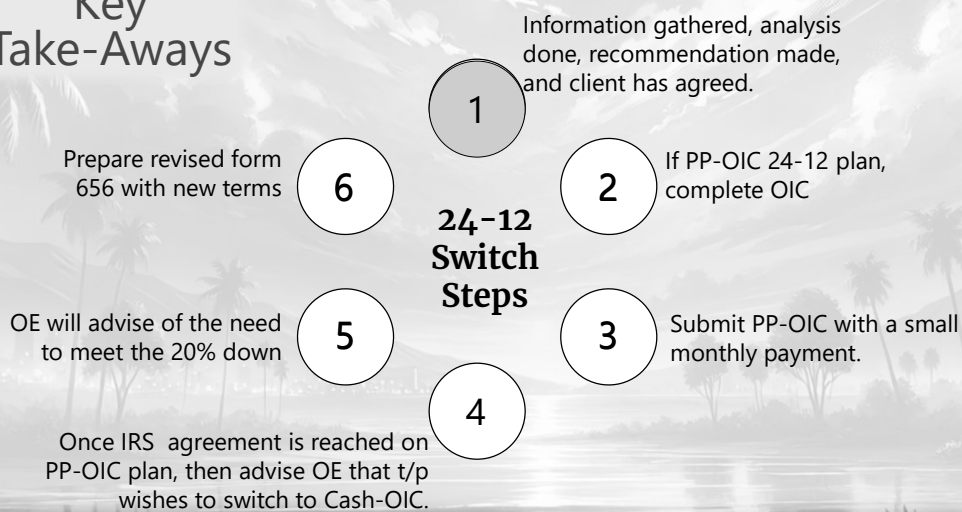 Key
Take-Aways
24-12
Switch
Steps
1
Information gathered, analysis
done, recommendation made,
and client has agreed.
2
If PP-OIC 24-12 plan,
complete OIC
3
Submit PP-OIC with a small
monthly payment.
4
Once IRS agreement is reached on
PP-OIC plan, then advise OE that t/p
wishes to switch to Cash-OIC.
5
OE will advise of the need
to meet the 20% down
6
Prepare revised form
656 with new terms